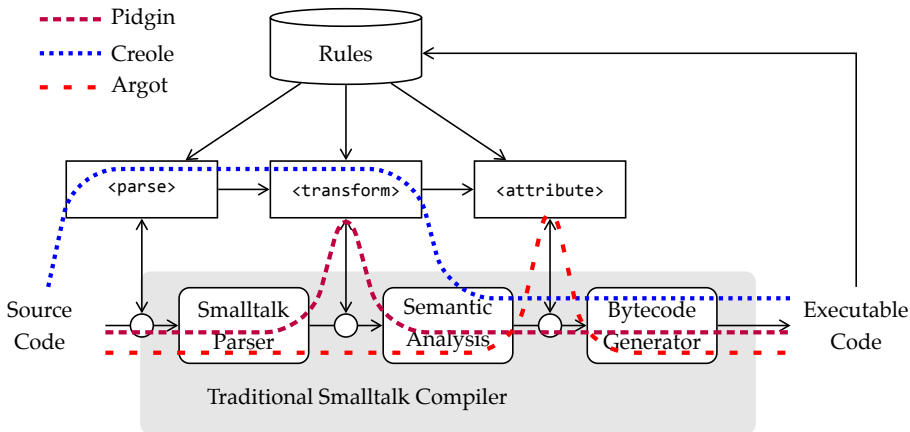 Pidgin
Creole
Argot
Rules
<parse>
<transform>
<attribute>
Source
Code
Smalltalk
Parser
Semantic
Analysis
Bytecode
Generator
Executable
Code
Traditional Smalltalk Compiler